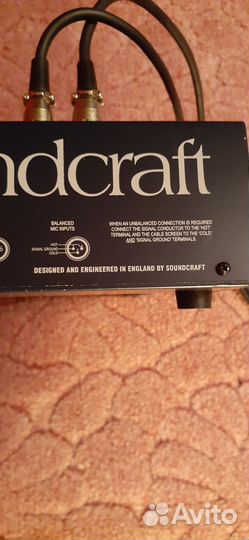 ndcraft
BALANCED
MIC INPUTS
WHEN AN UNBALANCED CONNECTION IS REQUIRED
CONNECT THE SIGNAL CONDUCTOR TO THE 'HOT'
TERMINAL AND THE CABLE SCREEN TO THE 'COLD'
AND 'SIGNAL GROUND' TERMINALS.
HOT
SIGNAL GROUND
COLD
DESIGNED AND ENGINEERED IN ENGLAND BY SOUNDCRAFT
Avito